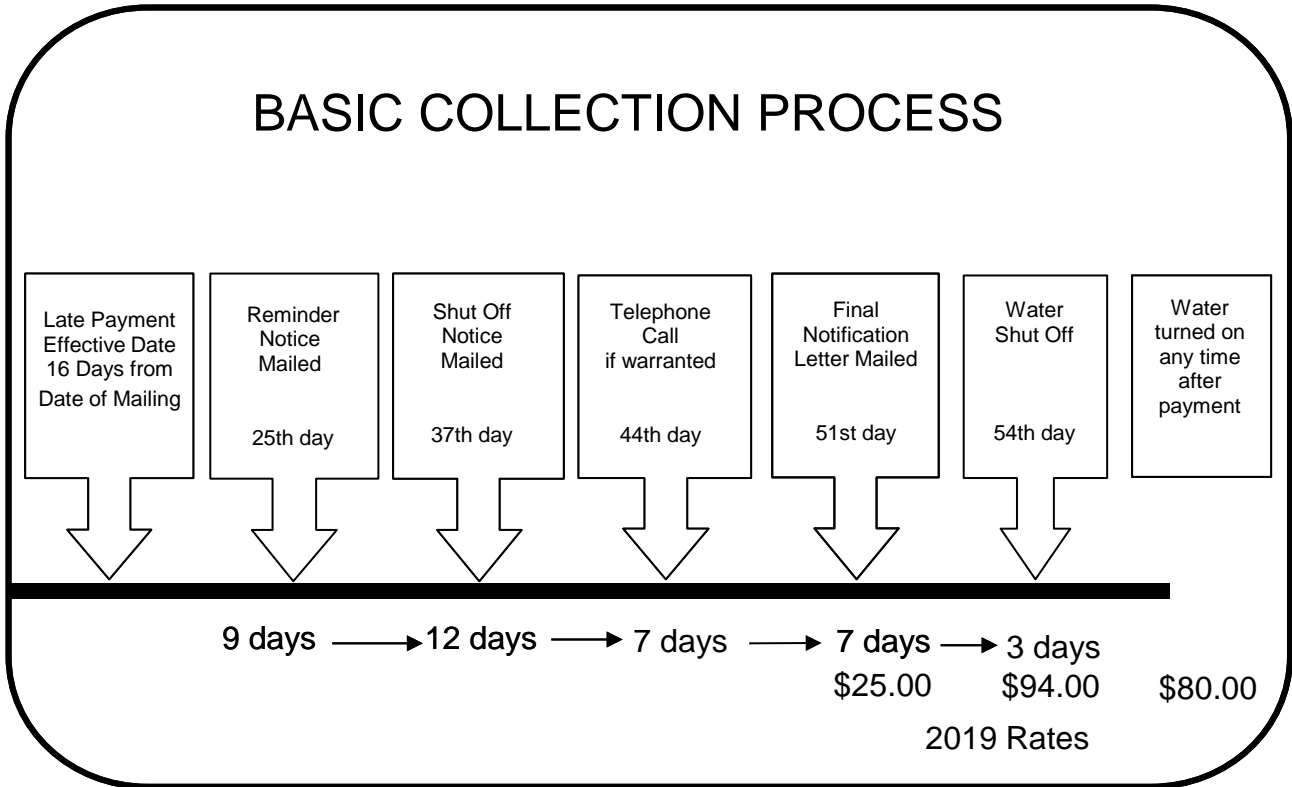 BASIC COLLECTION PROCESS
Late Payment
Effective Date
16 Days from
Date of Mailing
Reminder
Notice
Mailed
25th day
Shut Off
Notice
Mailed
37th day
Telephone
Call
if warranted
44th day
Final
Notification
Letter Mailed
51st day
Water
Shut Off
54th day
Water
turned on
any time
after
payment
9 days
12 days
7 days
7 days
3 days
$25.00
$94.00
$80.00
2019 Rates